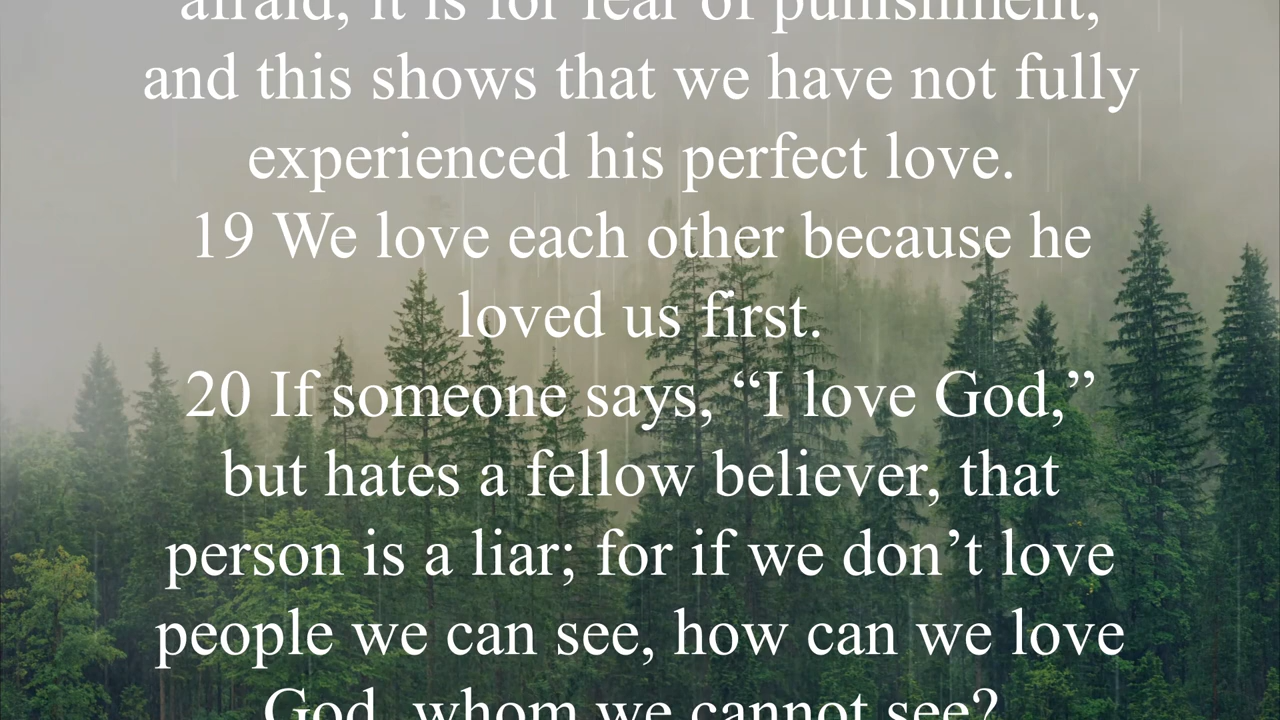 afraid, it is for fear of punishment,
and this shows that we have not fully
experienced his perfect love.
19 We love each other because he
loved us first.
20 If someone says, “I love God,”
but hates a fellow believer, that
person is a liar; for if we don’t love
people we can see, how can we love
God, whom we cannot see?